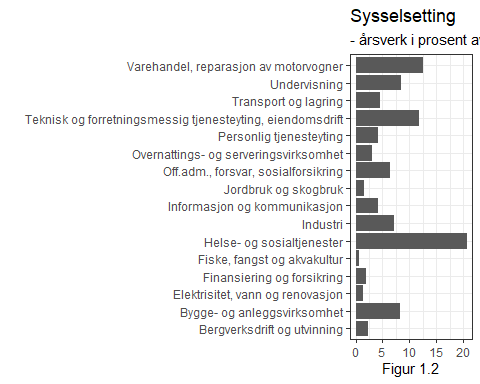 Sysselsetting
- årsverk i prosent av
Varehandel, reparasjon av motorvogner
Undervisning
Transport og lagring
Teknisk og forretningsmessig tjenesteyting, eiendomsdrift
Personlig tjenesteyting
Overnattings- og serveringsvirksomhet
Off.adm., forsvar, sosialforsikring
Jordbruk og skogbruk
Informasjon og kommunikasjon
Industri
Helse- og sosialtjenester
Fiske, fangst og akvakultur
Finansiering og forsikring
Elektrisitet, vann og renovasjon
Bygge- og anleggsvirksomhet
Bergverksdrift og utvinning
0 5 10 15 20
Figur 1.2